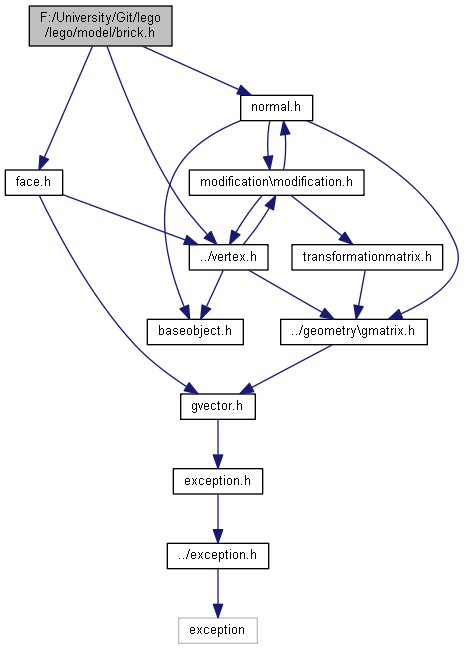 F:/University/Git/lego
/lego/model/brick.h
normal.h
face.h
modification\modification.h
../vertex.h
transformationmatrix.h
baseobject.h
../geometry\gmatrix.h
gvector.h
exception.h
../exception.h
exception